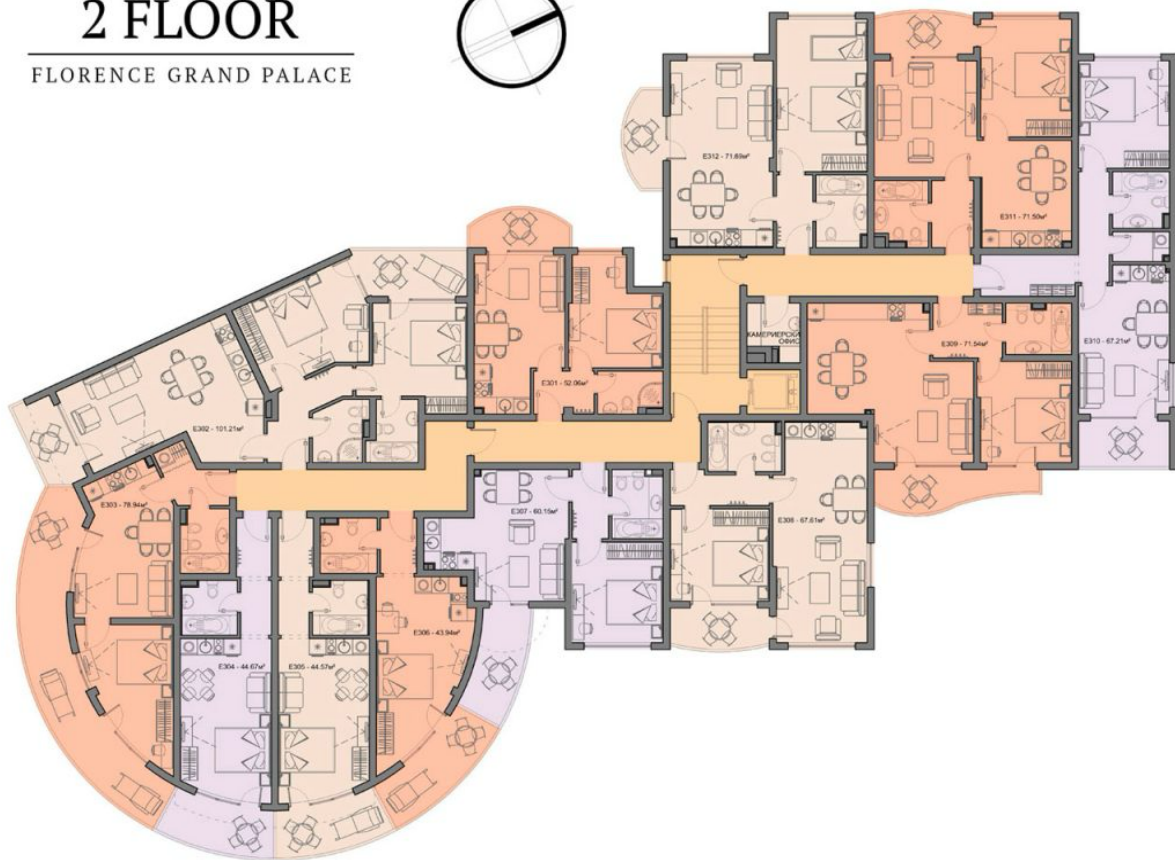 2 FLOOR
FLORENCE GRAND PALACE
E312 - 71.69м²
E311 - 71.50м²
КАМЕРИЕРСКИ
ОФИС
E309 - 71.54м²
E310 - 67.21м²
E301 - 52.06м²
E302 - 101.21м²
E303 - 78.94м²
E307 - 60.15м²
E308 - 67.61м²
E306 - 43.94м²
E304 - 44.67м²
E305 - 44.57м²